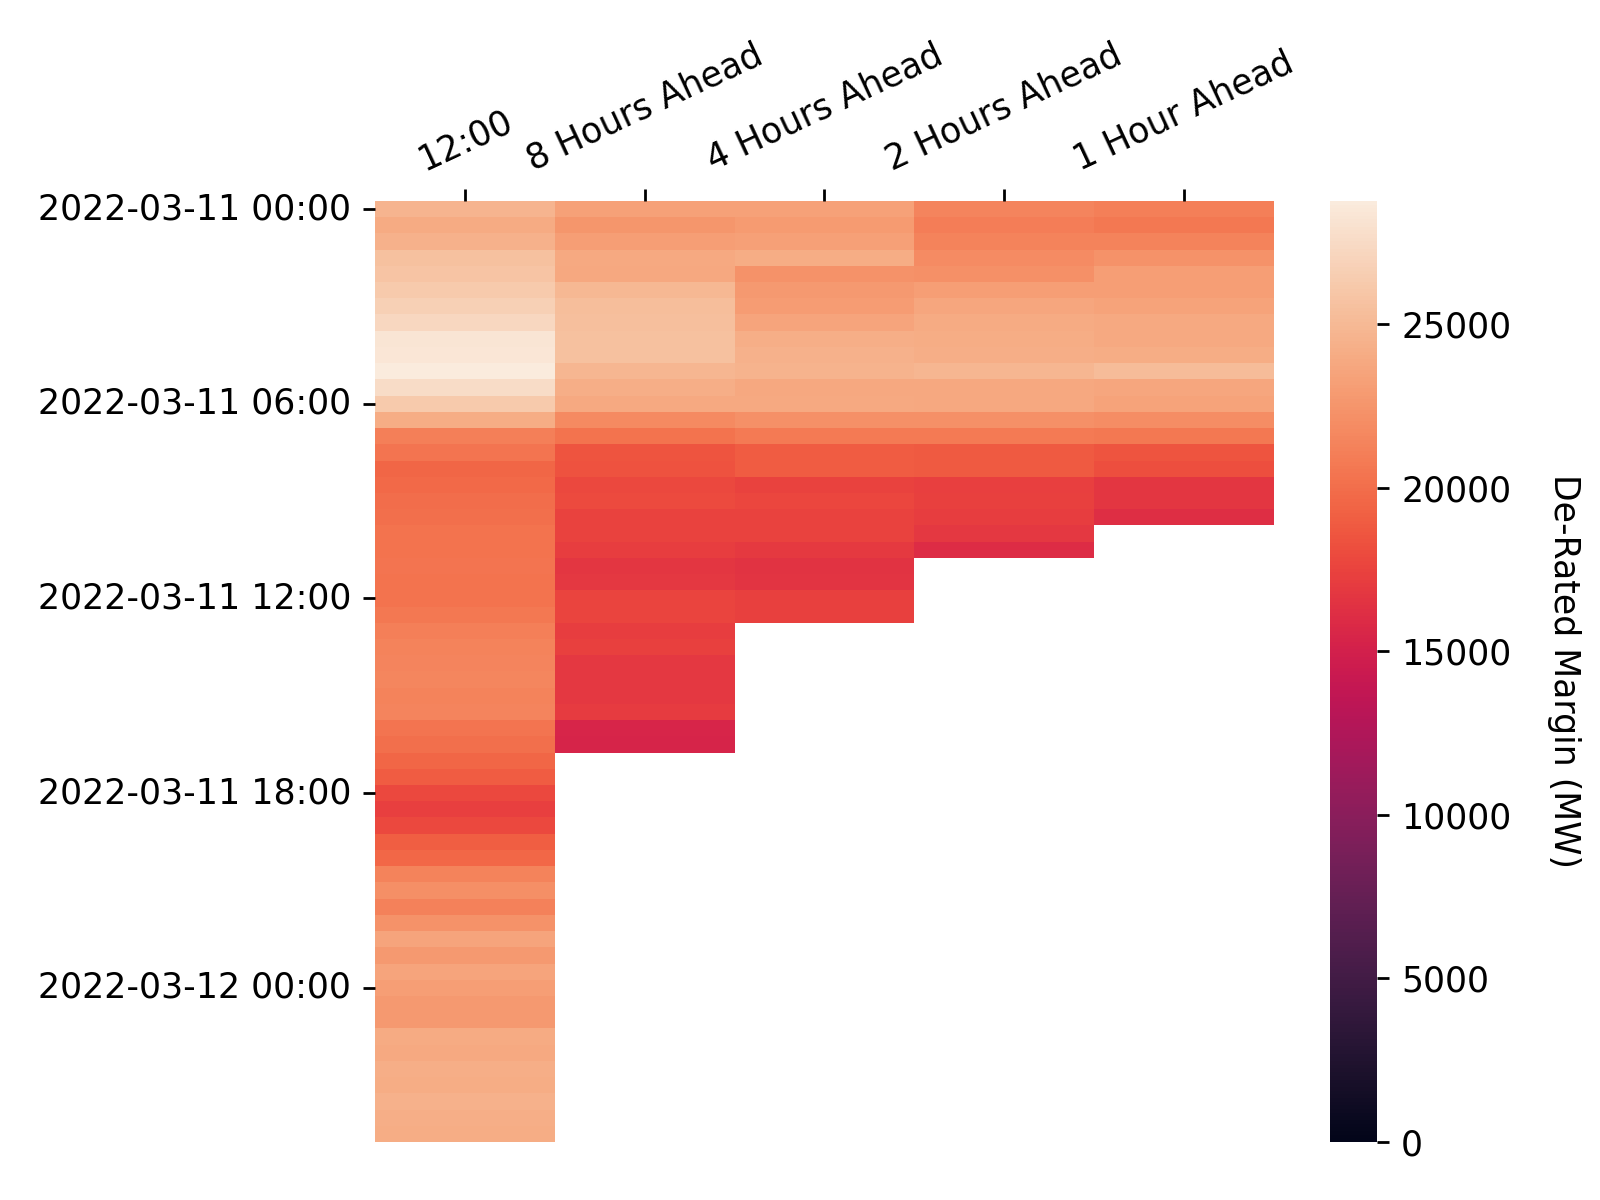 12:00
8 Hours Ahead
4 Hours Ahead
2 Hours Ahead
1 Hour Ahead
2022-03-11 00:00
2022-03-11 06:00
2022-03-11 12:00
2022-03-11 18:00
2022-03-12 00:00
25000
20000
15000
10000
5000
0
De-Rated Margin (MW)